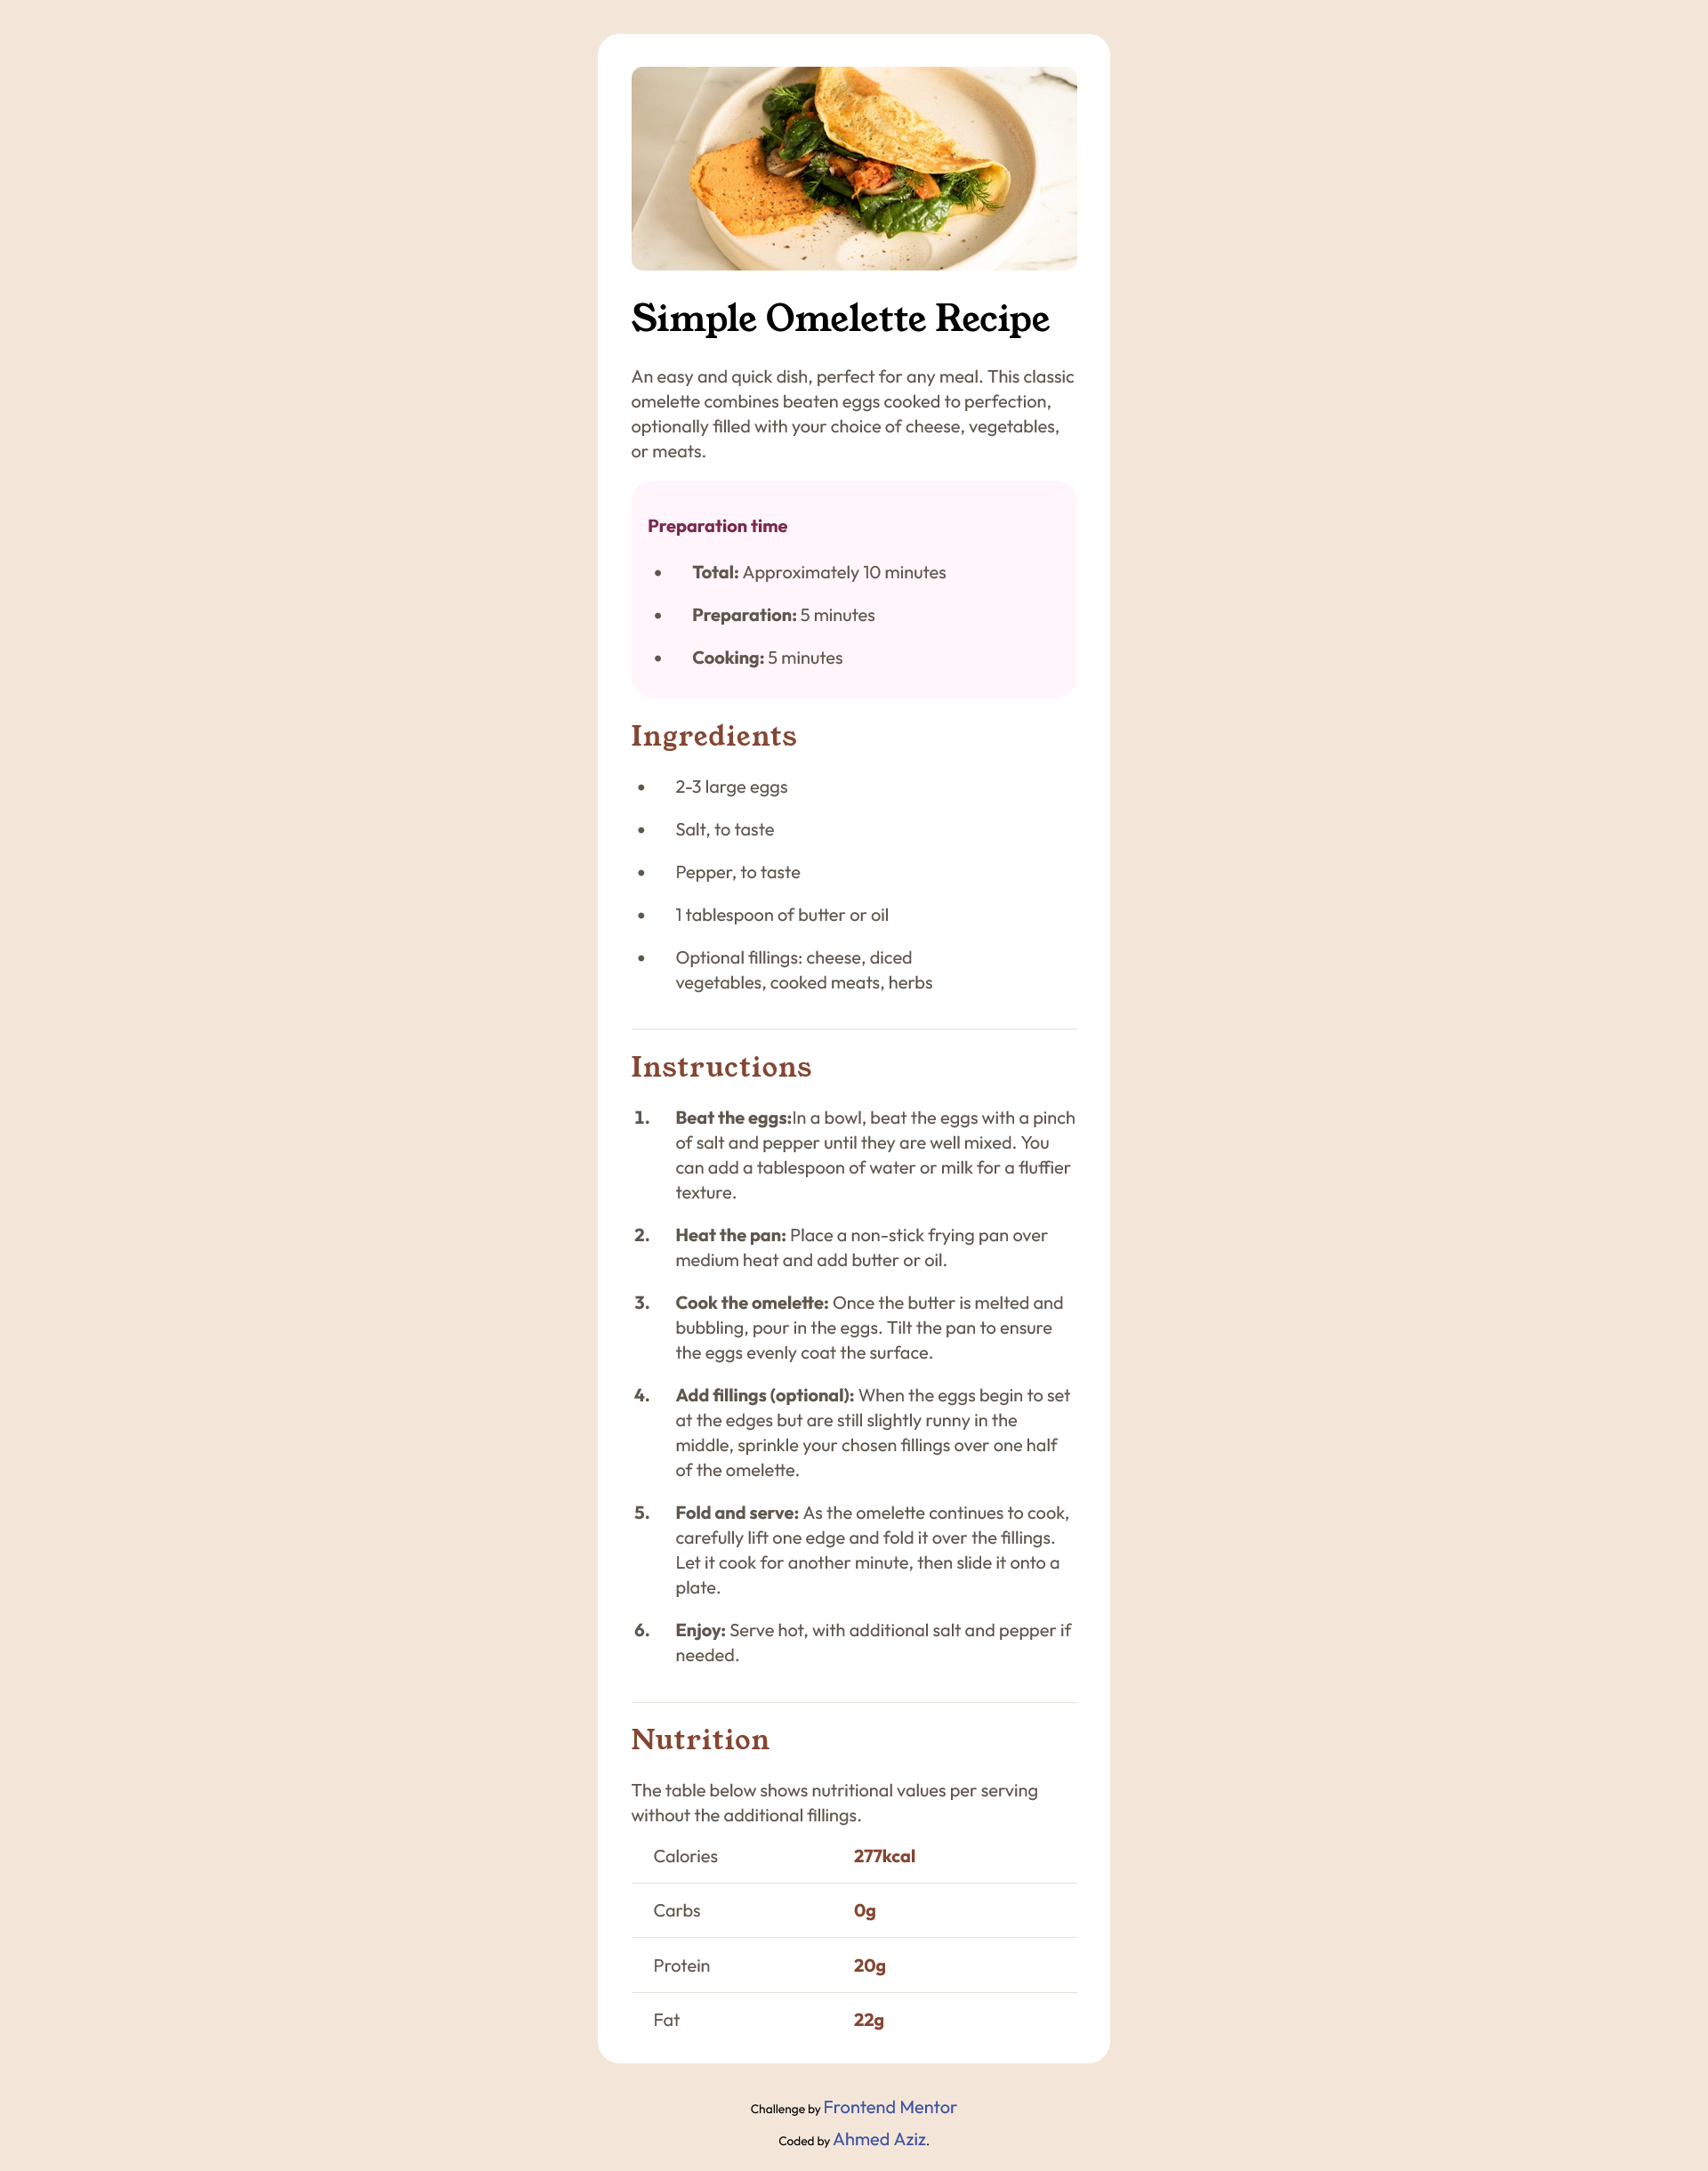 Simple Omelette Recipe
An easy and quick dish, perfect for any meal. This classic
omelette combines beaten eggs cooked to perfection,
optionally filled with your choice of cheese, vegetables,
or meats.
Preparation time
• Total: Approximately 10 minutes
• Preparation: 5 minutes
• Cooking: 5 minutes
Ingredients
• 2-3 large eggs
• Salt, to taste
• Pepper, to taste
• 1 tablespoon of butter or oil
• Optional fillings: cheese, diced
vegetables, cooked meats, herbs
Instructions
1. Beat the eggs:In a bowl, beat the eggs with a pinch
of salt and pepper until they are well mixed. You
can add a tablespoon of water or milk for a fluffier
texture.
2. Heat the pan: Place a non-stick frying pan over
medium heat and add butter or oil.
3. Cook the omelette: Once the butter is melted and
bubbling, pour in the eggs. Tilt the pan to ensure
the eggs evenly coat the surface.
4. Add fillings (optional): When the eggs begin to set
at the edges but are still slightly runny in the
middle, sprinkle your chosen fillings over one half
of the omelette.
5. Fold and serve: As the omelette continues to cook,
carefully lift one edge and fold it over the fillings.
Let it cook for another minute, then slide it onto a
plate.
6. Enjoy: Serve hot, with additional salt and pepper if
needed.
Nutrition
The table below shows nutritional values per serving
without the additional fillings.
Calories 277kcal
Carbs 0g
Protein 20g
Fat 22g
Challenge by Frontend Mentor
Coded by Ahmed Aziz.